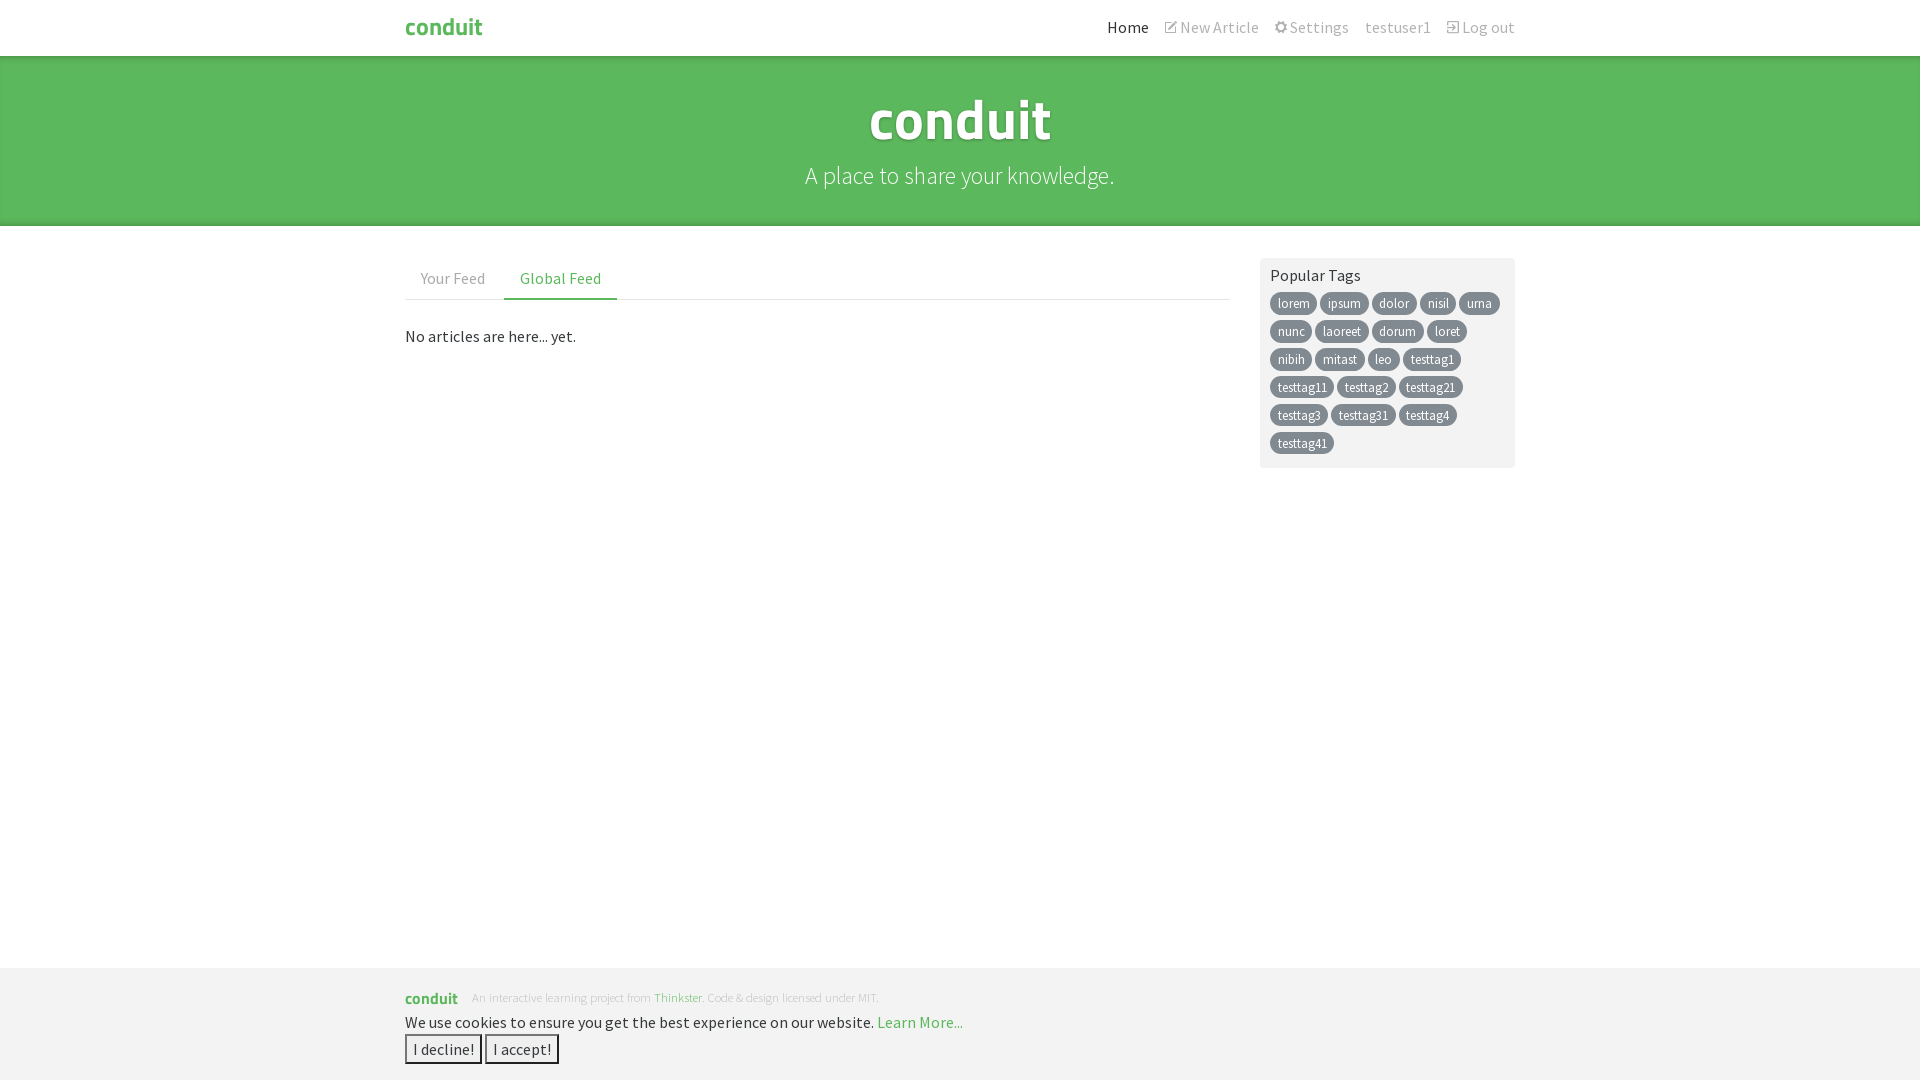 conduit
Home New Article Settings testuser1 Log out
conduit
A place to share your knowledge.
Your Feed Global Feed
No articles are here... yet.
Popular Tags
lorem ipsum dolor nisil urna
nunc laoreet dorum loret
nibih mitast leo testtag1
testtag11 testtag2 testtag21
testtag3 testtag31 testtag4
testtag41
conduit An interactive learning project from Thinkster. Code & design licensed under MIT.
We use cookies to ensure you get the best experience on our website. Learn More...
I decline! I accept!